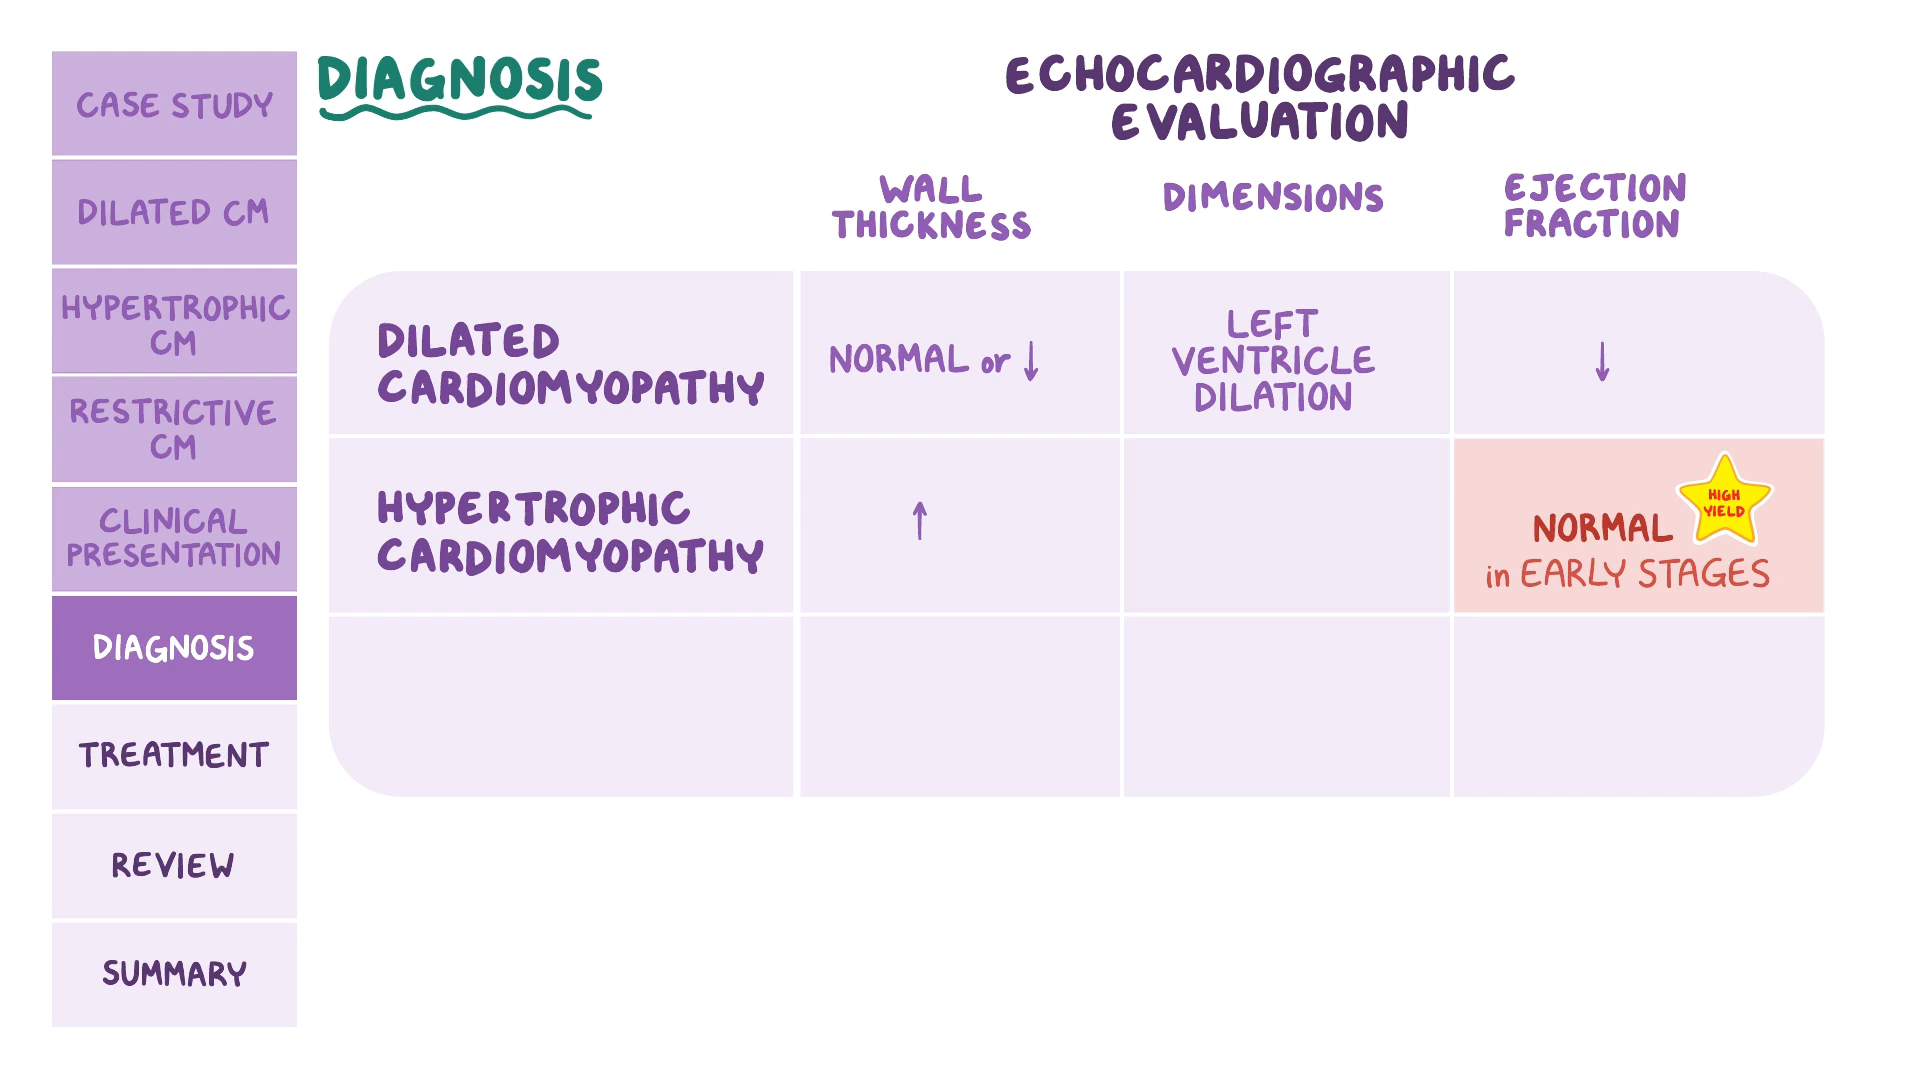 CASE STUDY
DILATED CM
HYPERTROPHIC
CM
RESTRICTIVE
CM
CLINICAL
PRESENTATION
DIAGNOSIS
TREATMENT
REVIEW
SUMMARY
DIAGNOSIS
ECHOCARDIOGRAPHIC
EVALUATION
WALL
THICKNESS
DIMENSIONS
EJECTION
FRACTION
DILATED
CARDIOMYOPATHY
NORMAL or ↓
LEFT
VENTRICLE
DILATION
↓
HYPERTROPHIC
CARDIOMYOPATHY
↑
HIGH
YIELD
NORMAL
in EARLY STAGES